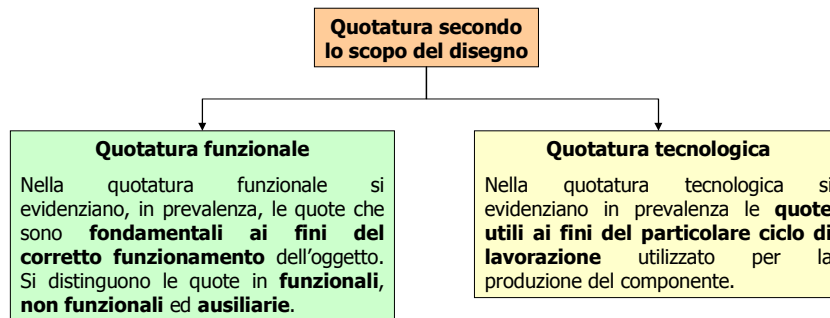 Quotatura secondo
lo scopo del disegno
Quotatura funzionale
Nella quotatura funzionale si
evidenziano, in prevalenza, le quote che
sono fondamentali ai fini del
corretto funzionamento dell'oggetto.
Si distinguono le quote in funzionali,
non funzionali ed ausiliarie.
Quotatura tecnologica
Nella quotatura tecnologica si
evidenziano in prevalenza le quote
utili ai fini del particolare ciclo di
lavorazione utilizzato per la
produzione del componente.